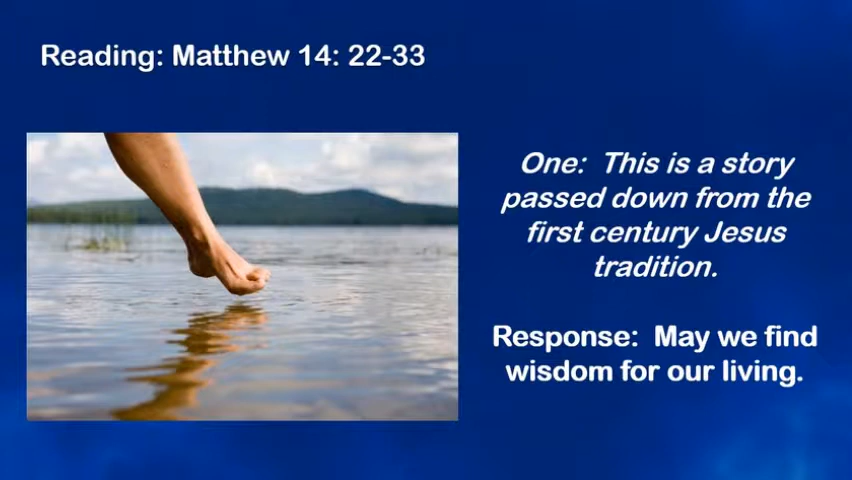 Reading: Matthew 14: 22-33
One:  This is a story
passed down from the
first century Jesus
tradition.
Response:  May we find
wisdom for our living.